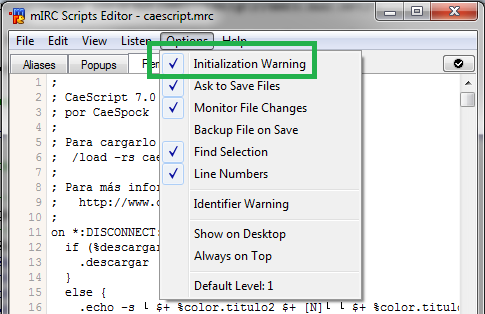 mIRC Scripts Editor - caescript.mrc
File Edit View Listen Options Help
Aliases Popups
Initialization Warning
Ask to Save Files
Monitor File Changes
Backup File on Save
Find Selection
Line Numbers
Identifier Warning
Show on Desktop
Always on Top
Default Level: 1
1 ;
2 ; CaeScript 7.0
3 ; por CaeSpock
4 ;
5 ; Para cargarlo
6 ; /load -rs cae
7 ;
8 ; Para más infor
9 ; http://www.c
10 ;
11 on *:DISCONNECT:
12 if (%descargar
13 .descar
14 }
15 else {
16 .echo -s └ $+ %color.titulo2 $+ [N]└ └ $+ %color.tex